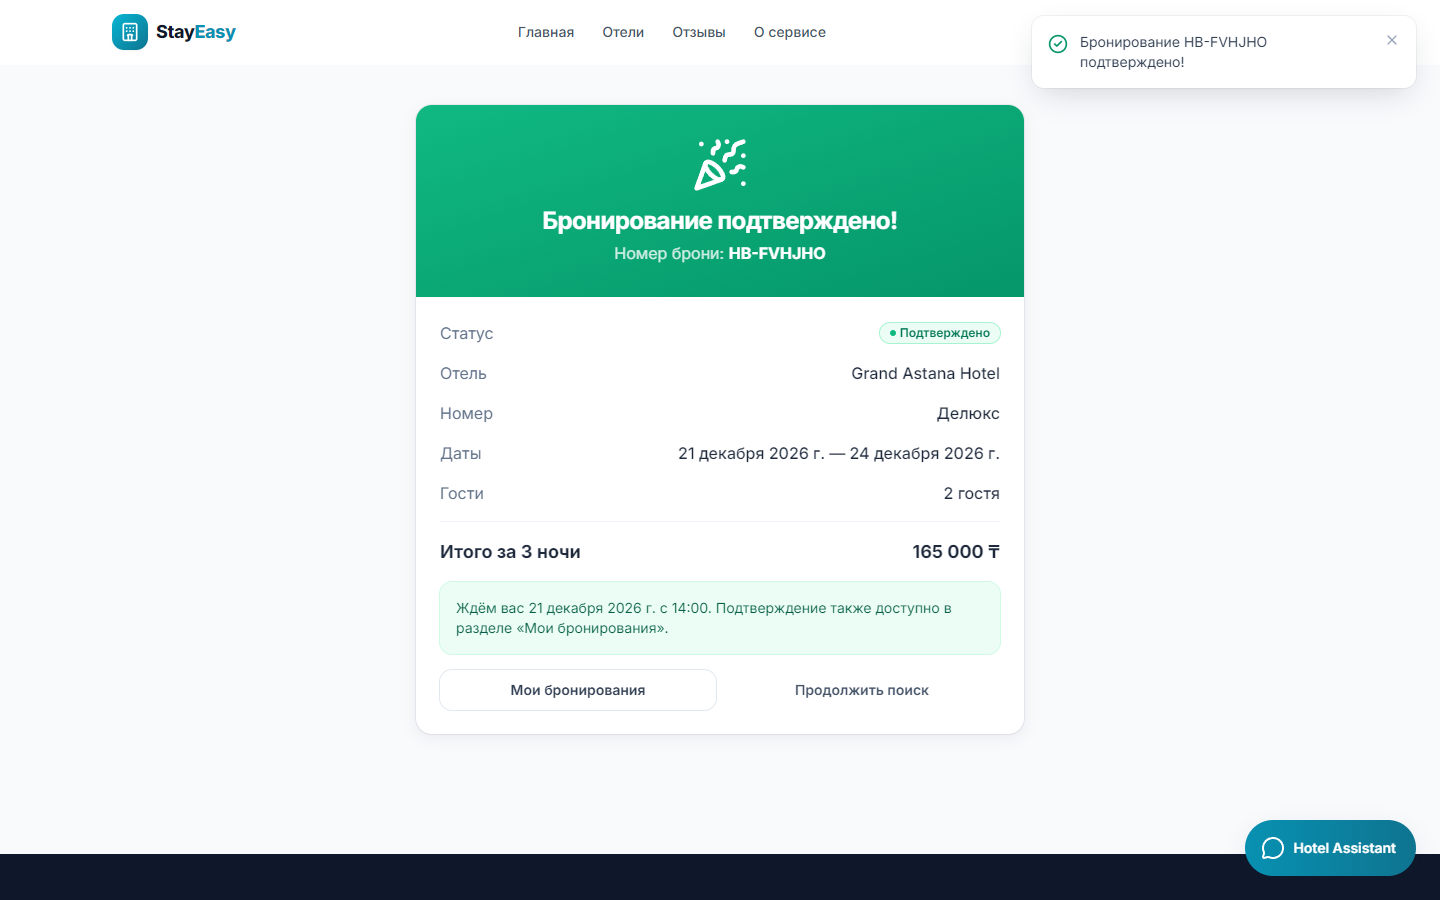 StayEasy
Главная
Отели
Отзывы
О сервисе
Бронирование HB-FVHJHO
подтверждено!
Бронирование подтверждено!
Номер брони: HB-FVHJHO
Статус
Подтверждено
Отель
Grand Astana Hotel
Номер
Делюкс
Даты
21 декабря 2026 г. — 24 декабря 2026 г.
Гости
2 гостя
Итого за 3 ночи
165 000 ₸
Ждём вас 21 декабря 2026 г. с 14:00. Подтверждение также доступно в
разделе «Мои бронирования».
Мои бронирования
Продолжить поиск
Hotel Assistant